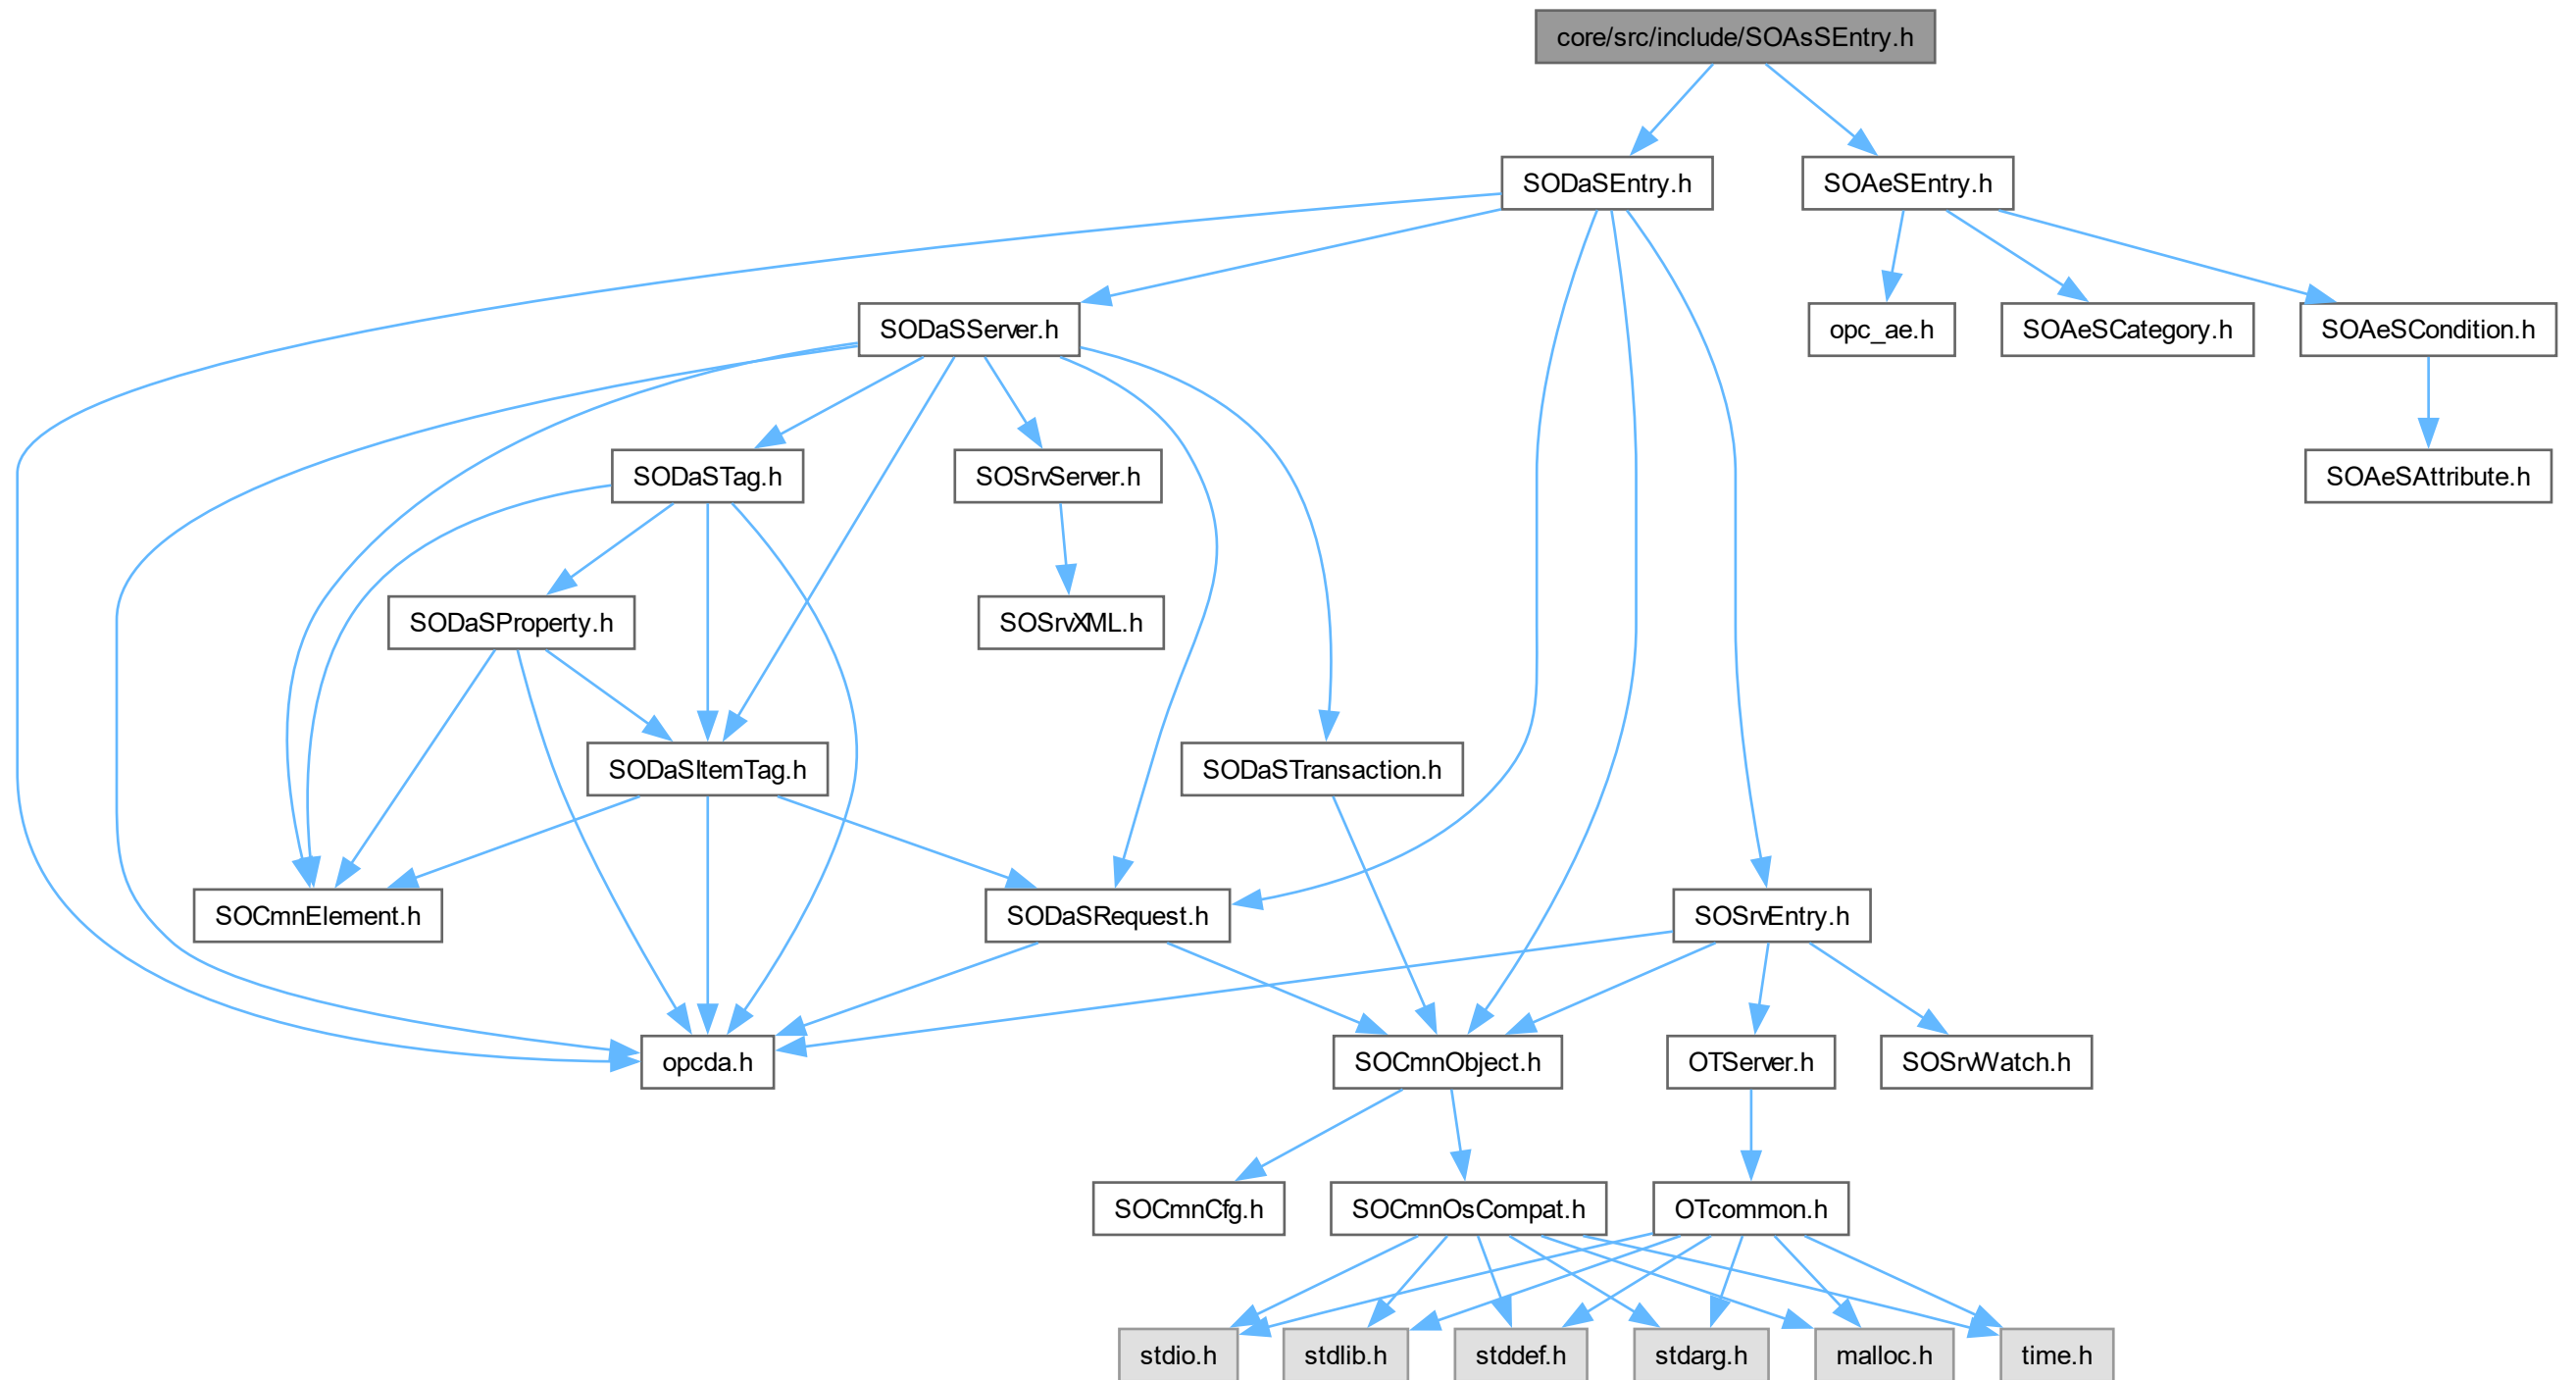 core/src/include/SOAsSEntry.h
SODaSEntry.h
SOAeSEntry.h
SODaSServer.h
opc_ae.h
SOAeSCategory.h
SOAeSCondition.h
SODaSTag.h
SOSrvServer.h
SOAeSAttribute.h
SODaSProperty.h
SOSrvXML.h
SODaSItemTag.h
SODaSTransaction.h
SOCmnElement.h
SODaSRequest.h
SOSrvEntry.h
opcda.h
SOCmnObject.h
OTServer.h
SOSrvWatch.h
SOCmnCfg.h
SOCmnOsCompat.h
OTcommon.h
stdio.h
stdlib.h
stddef.h
stdarg.h
malloc.h
time.h